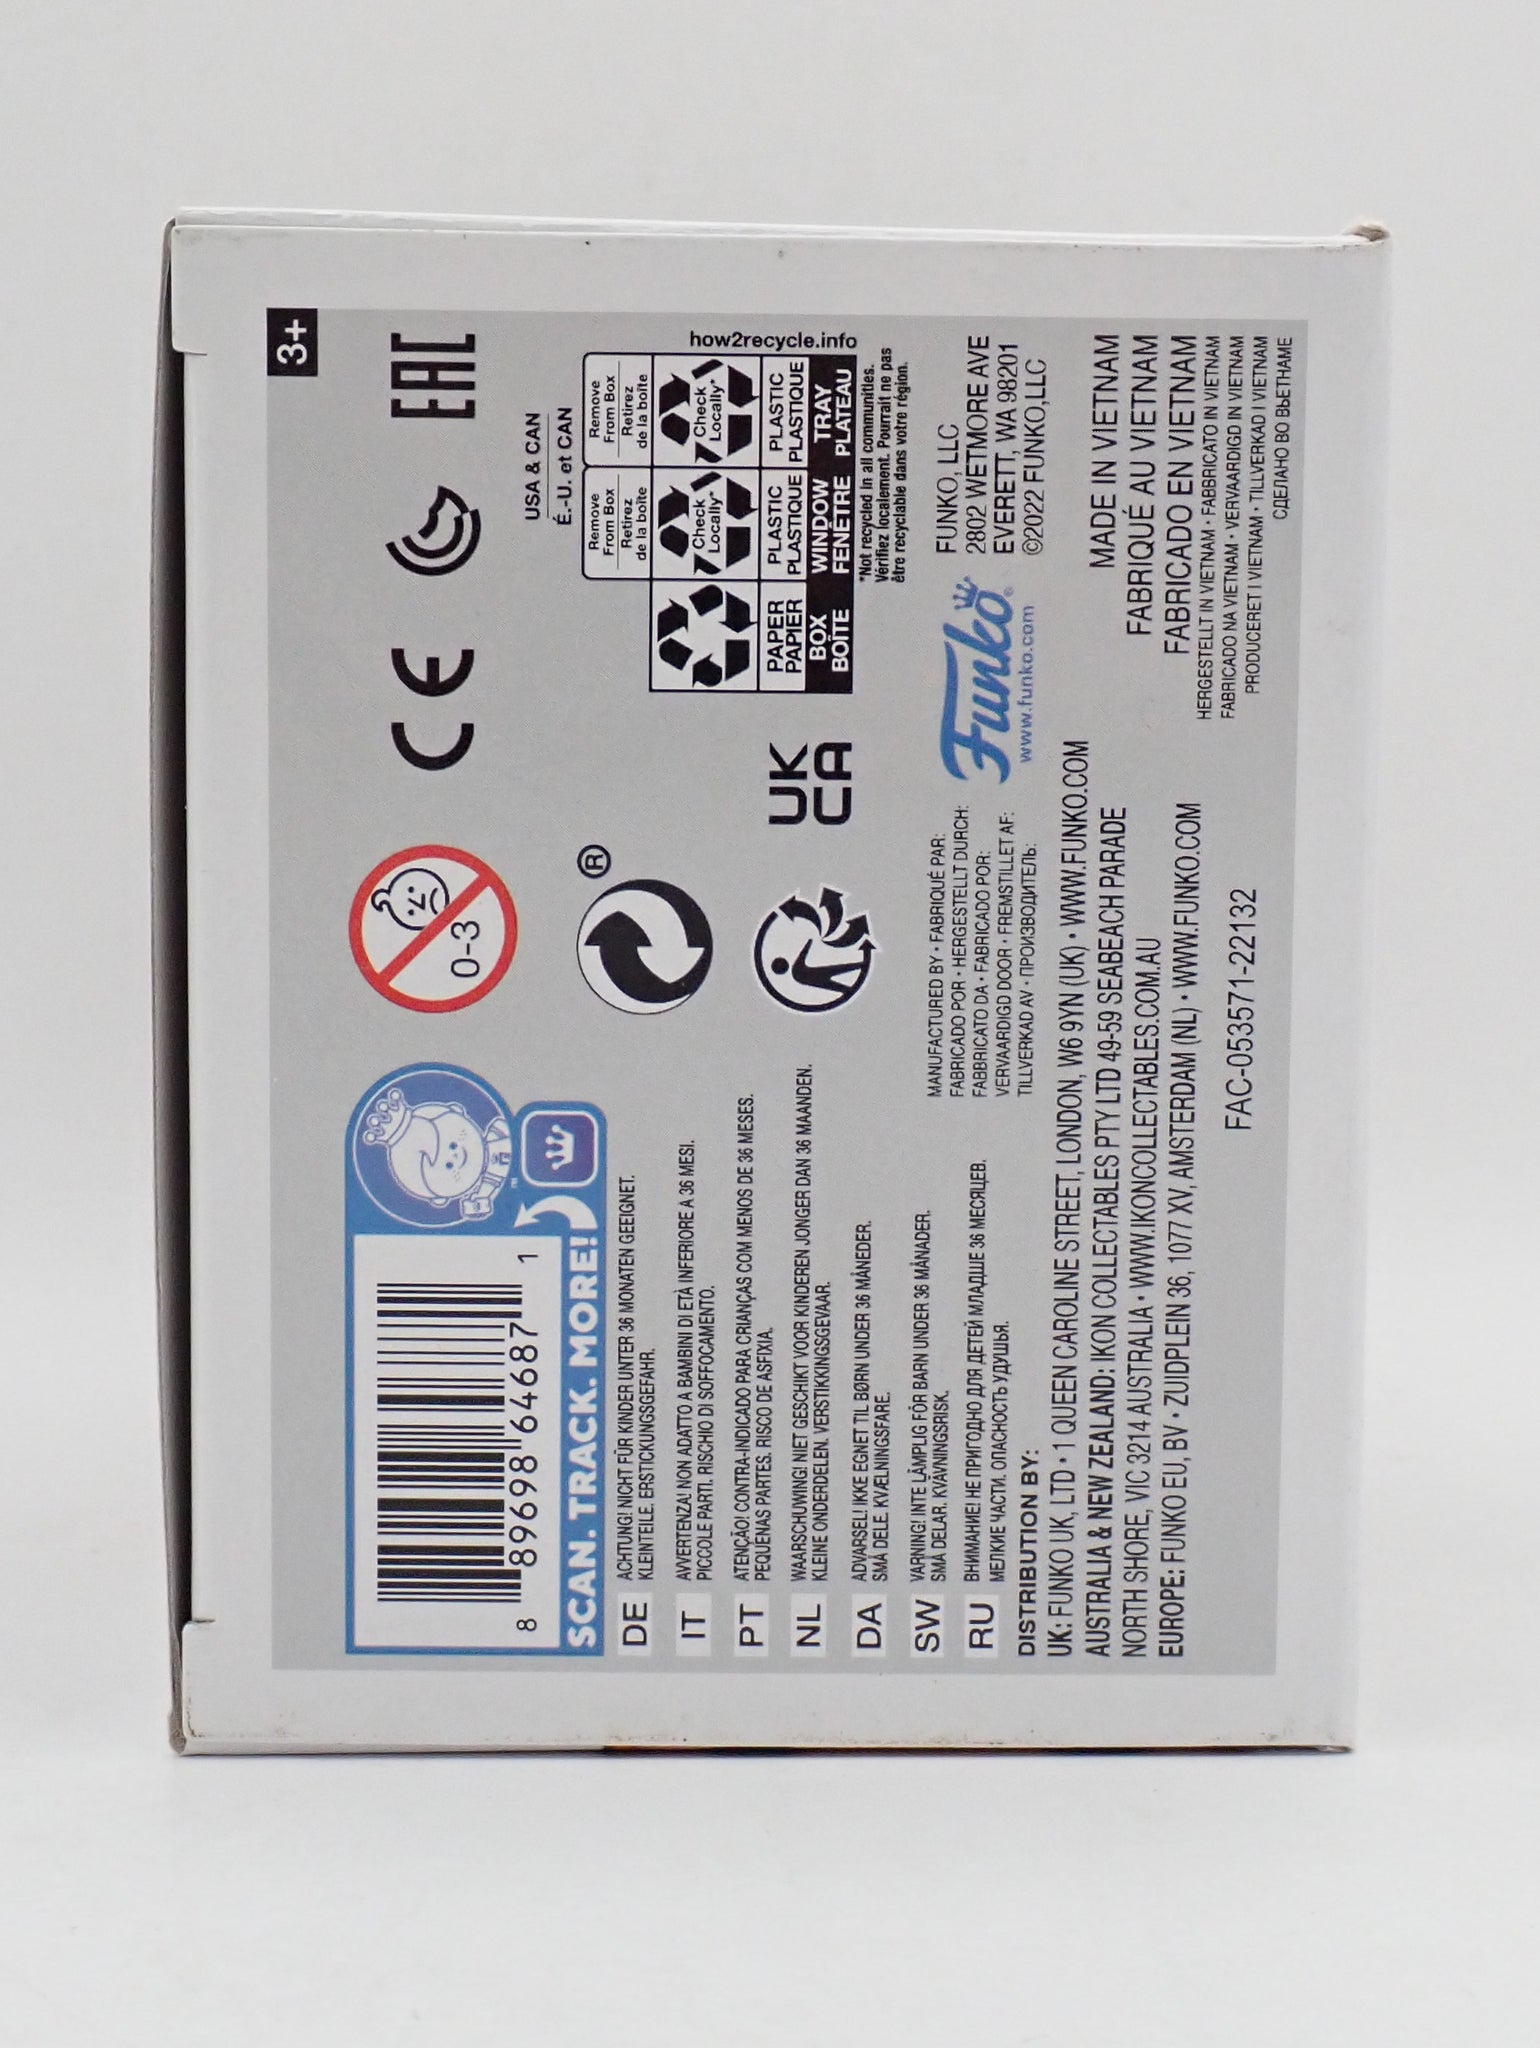 3+
8 89698 64687 1
SCAN. TRACK. MORE!
™
0-3
CE
EAC
®
UK
CA
USA & CAN
É.-U. et CAN
Remove
From Box
Retirez
de la boîte
Remove
From Box
Retirez
de la boîte
Check
Locally*
Check
Locally*
PAPER
PAPIER
PLASTIC
PLASTIQUE
PLASTIC
PLASTIQUE
BOX
BOÎTE
WINDOW
FENÊTRE
TRAY
PLATEAU
how2recycle.info
*Not recycled in all communities.
Vérifiez localement. Pourrait ne pas
être recyclable dans votre région.
DE ACHTUNG! NICHT FÜR KINDER UNTER 36 MONATEN GEEIGNET.
KLEINTEILE. ERSTICKUNGSGEFAHR.
IT AVVERTENZA! NON ADATTO A BAMBINI DI ETÀ INFERIORE A 36 MESI.
PICCOLE PARTI. RISCHIO DI SOFFOCAMENTO.
PT ATENÇÃO! CONTRA-INDICADO PARA CRIANÇAS COM MENOS DE 36 MESES.
PEQUENAS PARTES. RISCO DE ASFIXIA.
NL WAARSCHUWING! NIET GESCHIKT VOOR KINDEREN JONGER DAN 36 MAANDEN.
KLEINE ONDERDELEN. VERSTIKKINGSGEVAAR.
DA ADVARSEL! IKKE EGNET TIL BØRN UNDER 36 MÅNEDER.
SMÅ DELE. KVÆLNINGSFARE.
SW VARNING! INTE LÄMPLIG FÖR BARN UNDER 36 MÅNADER.
SMÅ DELAR. KVÄVNINGSRISK.
RU ВНИМАНИЕ! НЕ ПРИГОДНО ДЛЯ ДЕТЕЙ МЛАДШЕ 36 МЕСЯЦЕВ.
МЕЛКИЕ ЧАСТИ. ОПАСНОСТЬ УДУШЬЯ.
MANUFACTURED BY • FABRIQUÉ PAR:
FABRICADO POR • HERGESTELLT DURCH:
FABBRICATO DA • FABRICADO POR:
VERVAARDIGD DOOR • FREMSTILLET AF:
TILLVERKAD AV • ПРОИЗВОДИТЕЛЬ:
Funko®
www.funko.com
FUNKO, LLC
2802 WETMORE AVE
EVERETT, WA 98201
©2022 FUNKO,LLC
DISTRIBUTION BY:
UK: FUNKO UK, LTD • 1 QUEEN CAROLINE STREET, LONDON, W6 9YN (UK) • WWW.FUNKO.COM
AUSTRALIA & NEW ZEALAND: IKON COLLECTABLES PTY LTD 49-59 SEABEACH PARADE
NORTH SHORE, VIC 3214 AUSTRALIA • WWW.IKONCOLLECTABLES.COM.AU
EUROPE: FUNKO EU, BV • ZUIDPLEIN 36, 1077 XV, AMSTERDAM (NL) • WWW.FUNKO.COM
FAC-053571-22132
MADE IN VIETNAM
FABRIQUÉ AU VIETNAM
FABRICADO EN VIETNAM
HERGESTELLT IN VIETNAM • FABBRICATO IN VIETNAM
FABRICADO NA VIETNAM • VERVAARDIGD IN VIETNAM
PRODUCERET I VIETNAM • TILLVERKAD I VIETNAM
СДЕЛАНО ВО ВЬЕТНАМЕ